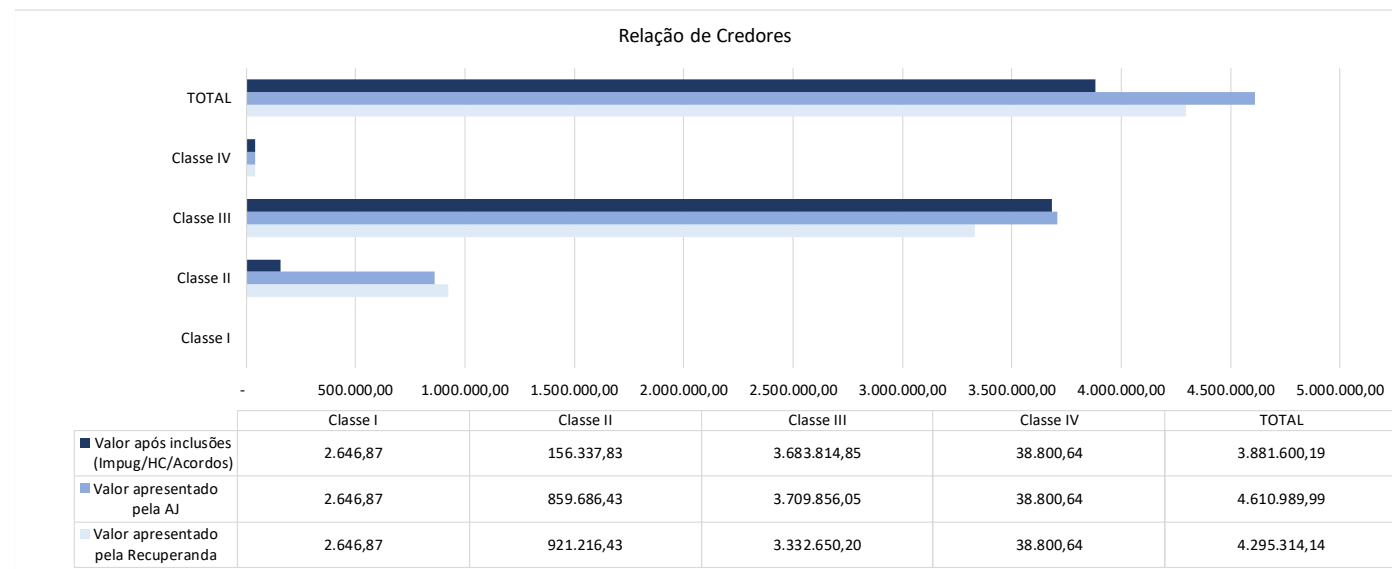 Relação de Credores
TOTAL
Classe IV
Classe III
Classe II
Classe I
- 500.000,00 1.000.000,00 1.500.000,00 2.000.000,00 2.500.000,00 3.000.000,00 3.500.000,00 4.000.000,00 4.500.000,00 5.000.000,00
Classe I Classe II Classe III Classe IV TOTAL
Valor após inclusões
(Impug/HC/Acordos)
2.646,87 156.337,83 3.683.814,85 38.800,64 3.881.600,19
Valor apresentado
pela AJ
2.646,87 859.686,43 3.709.856,05 38.800,64 4.610.989,99
Valor apresentado
pela Recuperanda
2.646,87 921.216,43 3.332.650,20 38.800,64 4.295.314,14